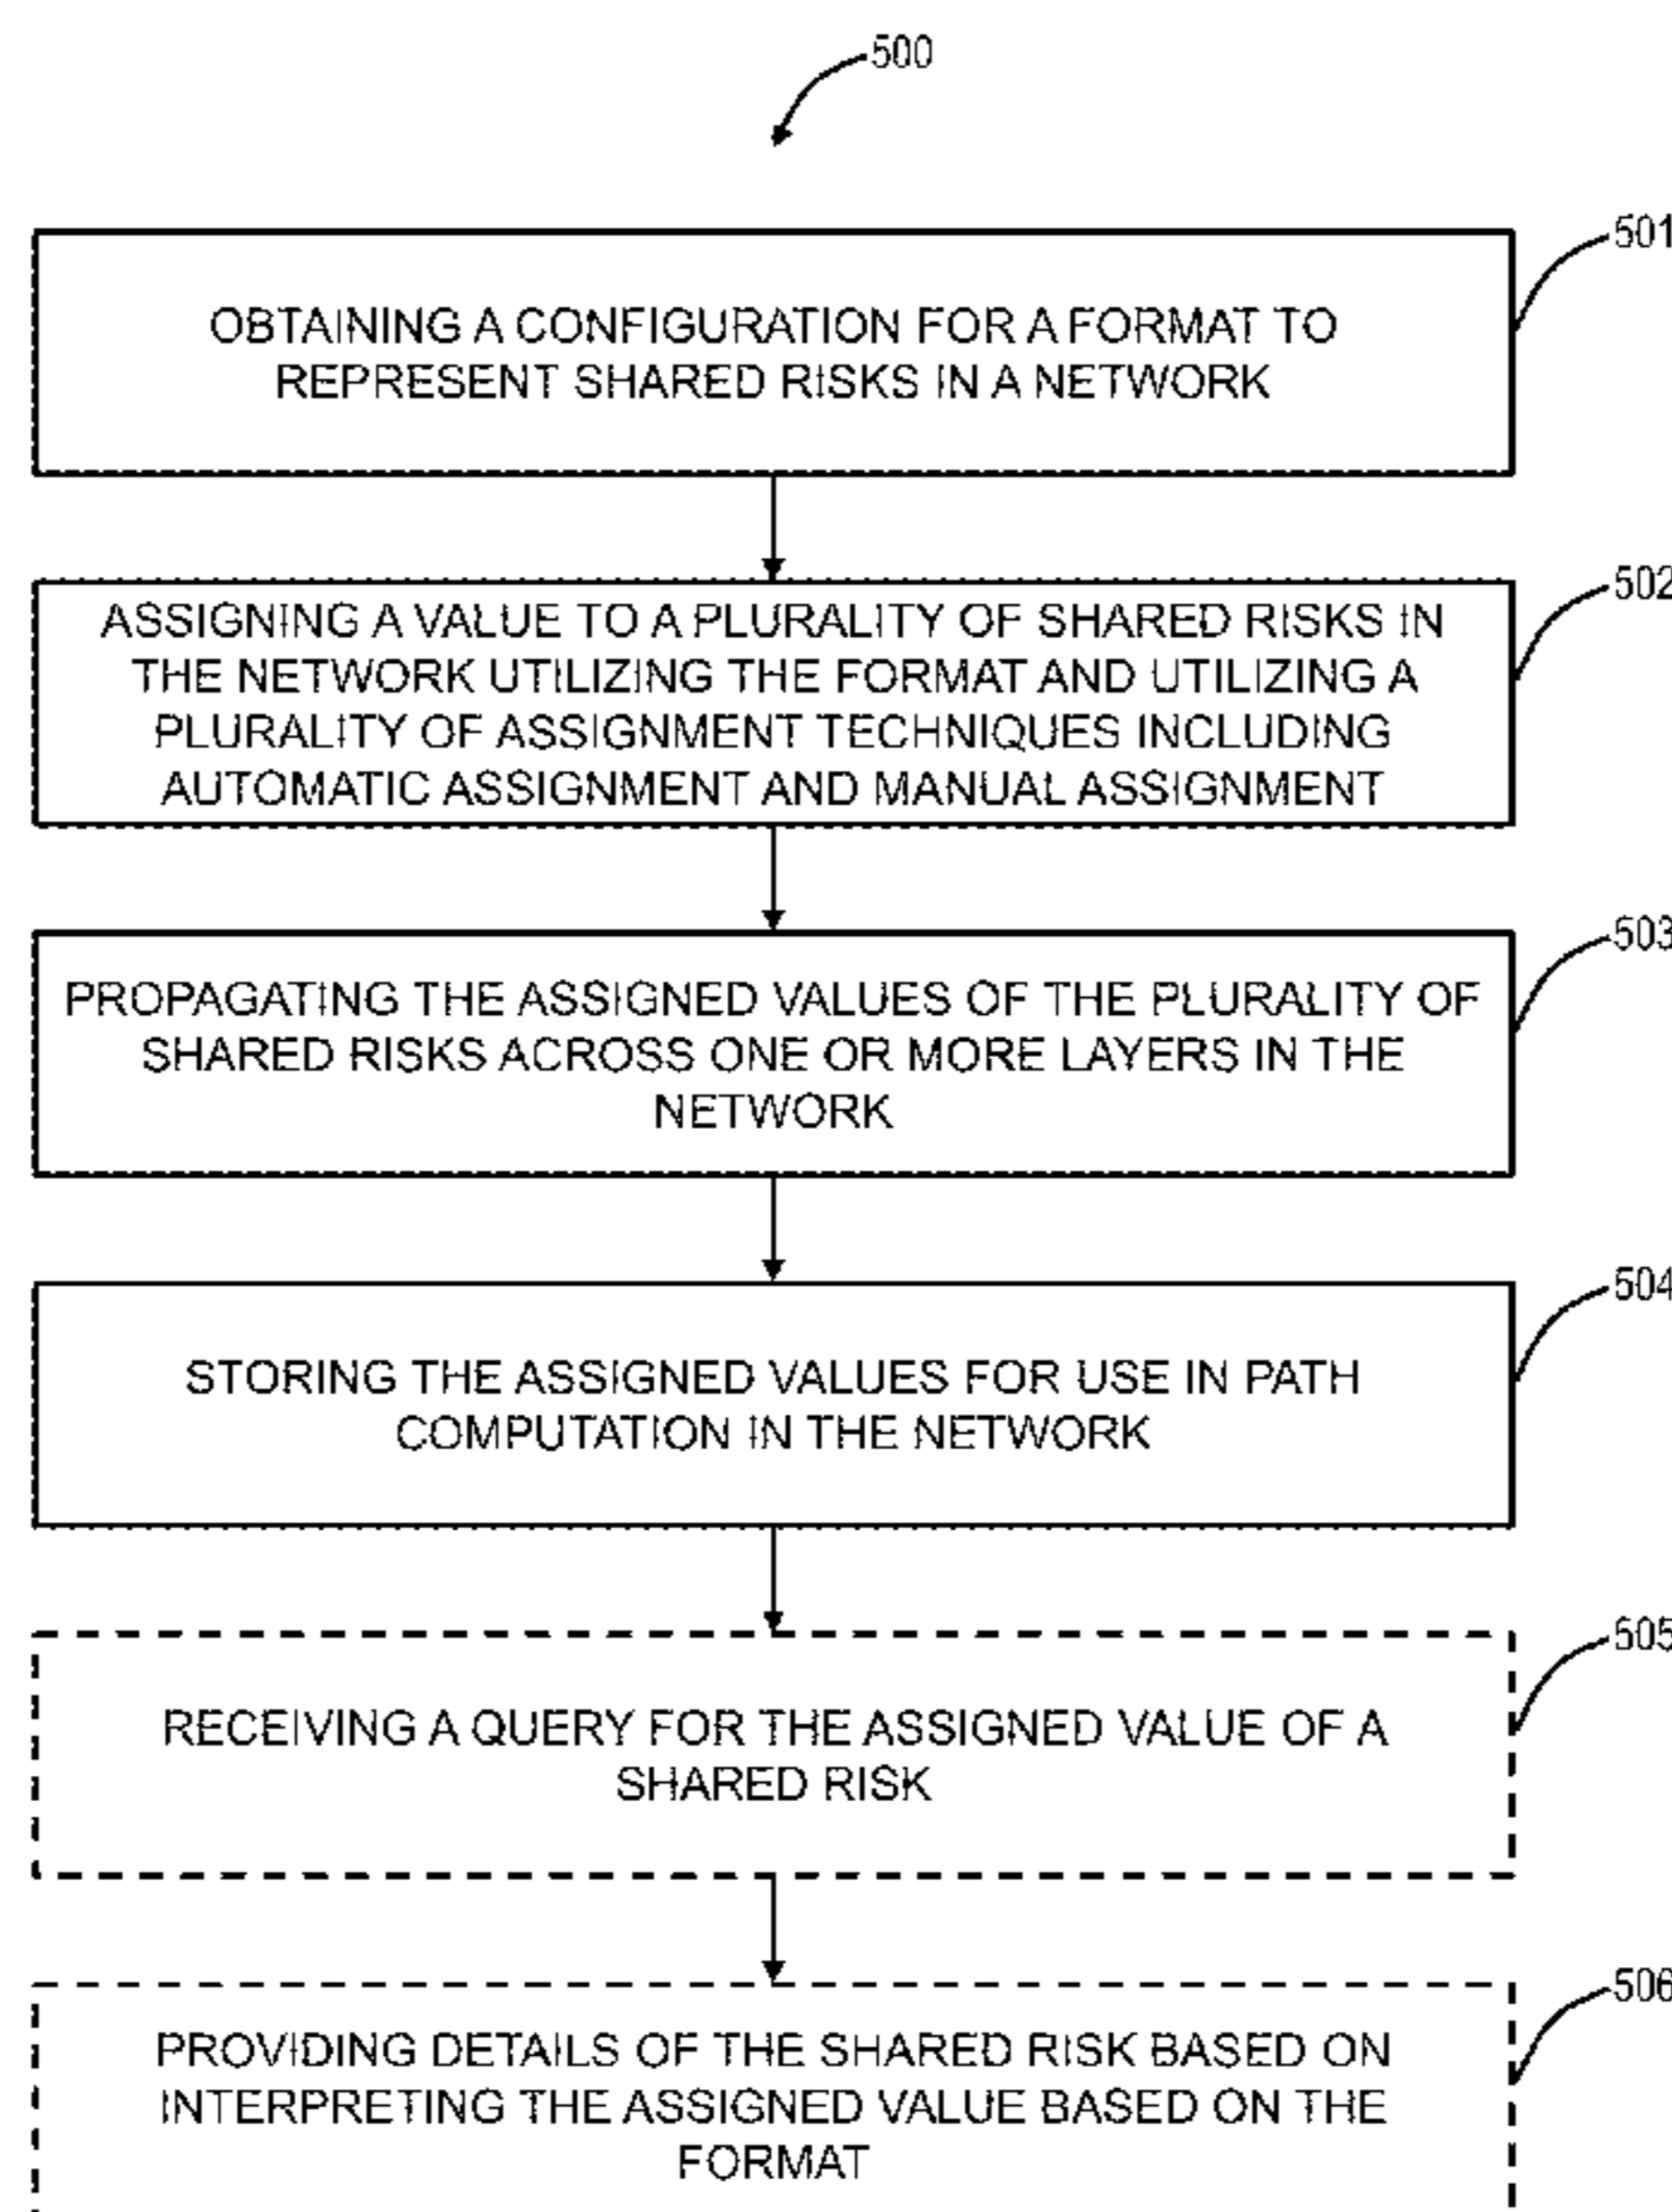 500
501
OBTAINING A CONFIGURATION FOR A FORMAT TO
REPRESENT SHARED RISKS IN A NETWORK
502
ASSIGNING A VALUE TO A PLURALITY OF SHARED RISKS IN
THE NETWORK UTILIZING THE FORMAT AND UTILIZING A
PLURALITY OF ASSIGNMENT TECHNIQUES INCLUDING
AUTOMATIC ASSIGNMENT AND MANUAL ASSIGNMENT
503
PROPAGATING THE ASSIGNED VALUES OF THE PLURALITY OF
SHARED RISKS ACROSS ONE OR MORE LAYERS IN THE
NETWORK
504
STORING THE ASSIGNED VALUES FOR USE IN PATH
COMPUTATION IN THE NETWORK
505
RECEIVING A QUERY FOR THE ASSIGNED VALUE OF A
SHARED RISK
506
PROVIDING DETAILS OF THE SHARED RISK BASED ON
INTERPRETING THE ASSIGNED VALUE BASED ON THE
FORMAT